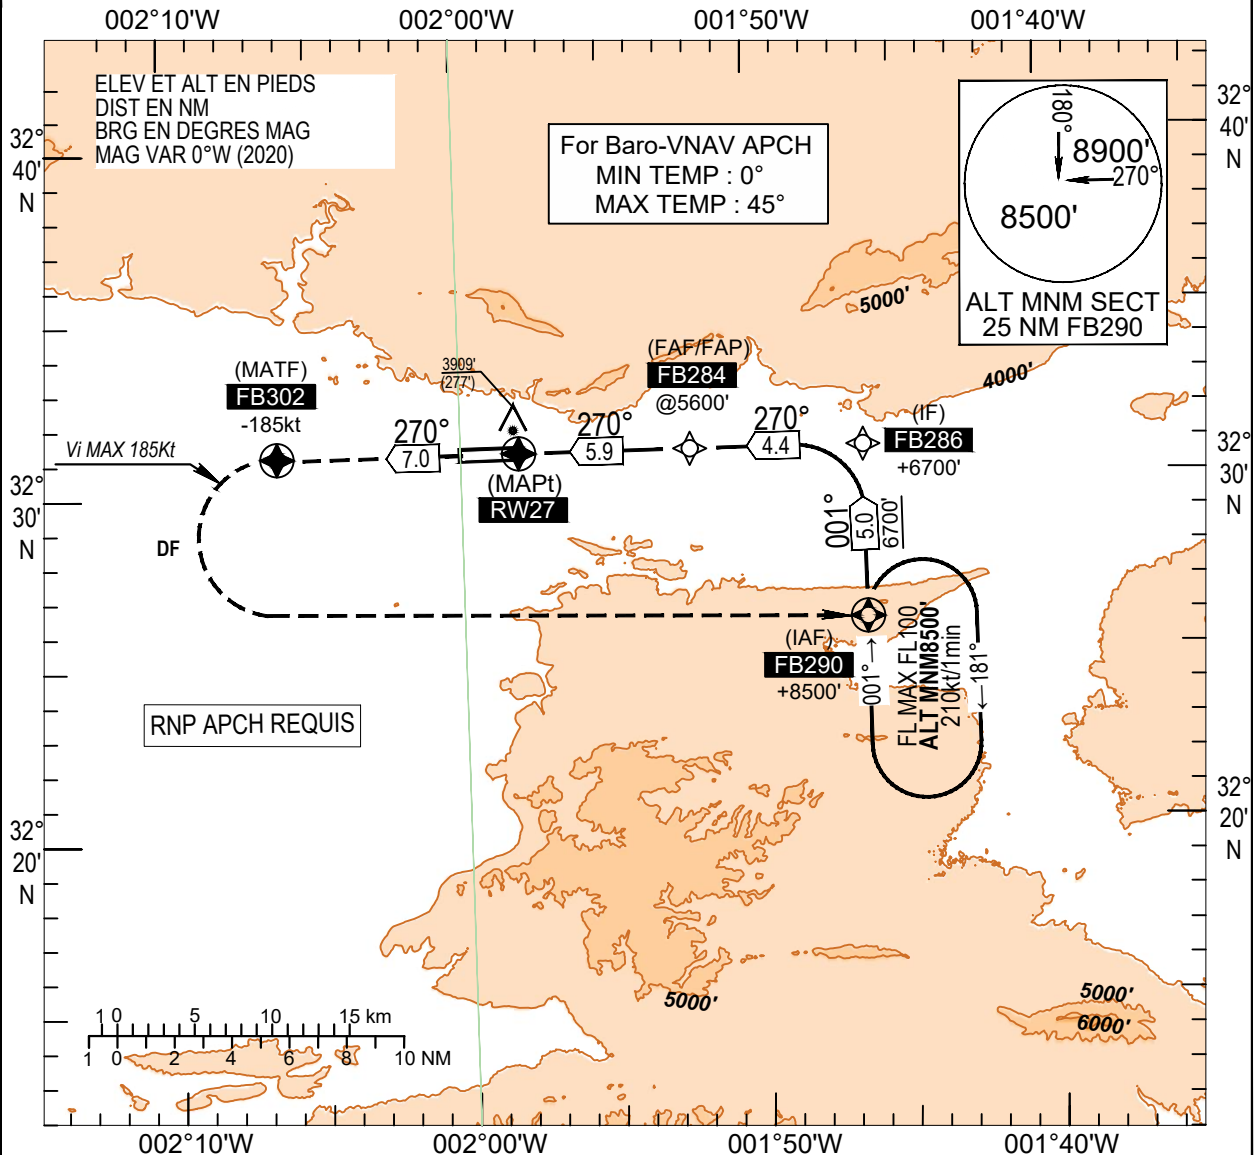 002°10'W 002°00'W 001°50'W 001°40'W
ELEV ET ALT EN PIEDS
DIST EN NM
BRG EN DEGRES MAG
MAG VAR 0°W (2020)
For Baro-VNAV APCH
MIN TEMP : 0°
MAX TEMP : 45°
180°
8900'
270°
8500'
ALT MNM SECT
25 NM FB290
32°
40'
N
32°
40'
N
5000'
4000'
(MATF)
FB302
-185kt
3909'
(277')
(FAF/FAP)
FB284
@5600'
(IF)
FB286
+6700'
Vi MAX 185Kt
270°
7.0
270°
5.9
270°
4.4
(MAPt)
RW27
001°
5.0
6700'
32°
30'
N
32°
30'
N
DF
(IAF)
FB290
+8500'
001°
FL MAX FL100
ALT MNM8500'
210kt/1min
181°
RNP APCH REQUIS
32°
20'
N
32°
20'
N
5000'
5000'
6000'
1 0 5 10 15 km
1 0 2 4 6 8 10 NM
002°10'W 002°00'W 001°50'W 001°40'W